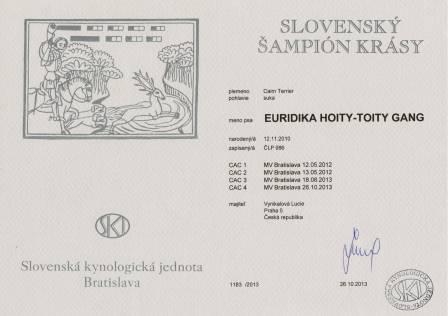 SLOVENSKÝ
ŠAMPIÓN KRÁSY
plemeno Cairn Terrier
pohlavie suka
meno psa EURIDIKA HOITY-TOITY GANG
narodený/á 12.11.2010
zapísaný/á ČLP 986
CAC 1 MV Bratislava 12.05.2012
CAC 2 MV Bratislava 13.05.2012
CAC 3 MV Bratislava 18.08.2013
CAC 4 MV Bratislava 26.10.2013
majiteľ Vynikalová Lucie
Praha 5
Česká republika
SKJ
Slovenská kynologická jednota
Bratislava
1183 /2013 26.10.2013